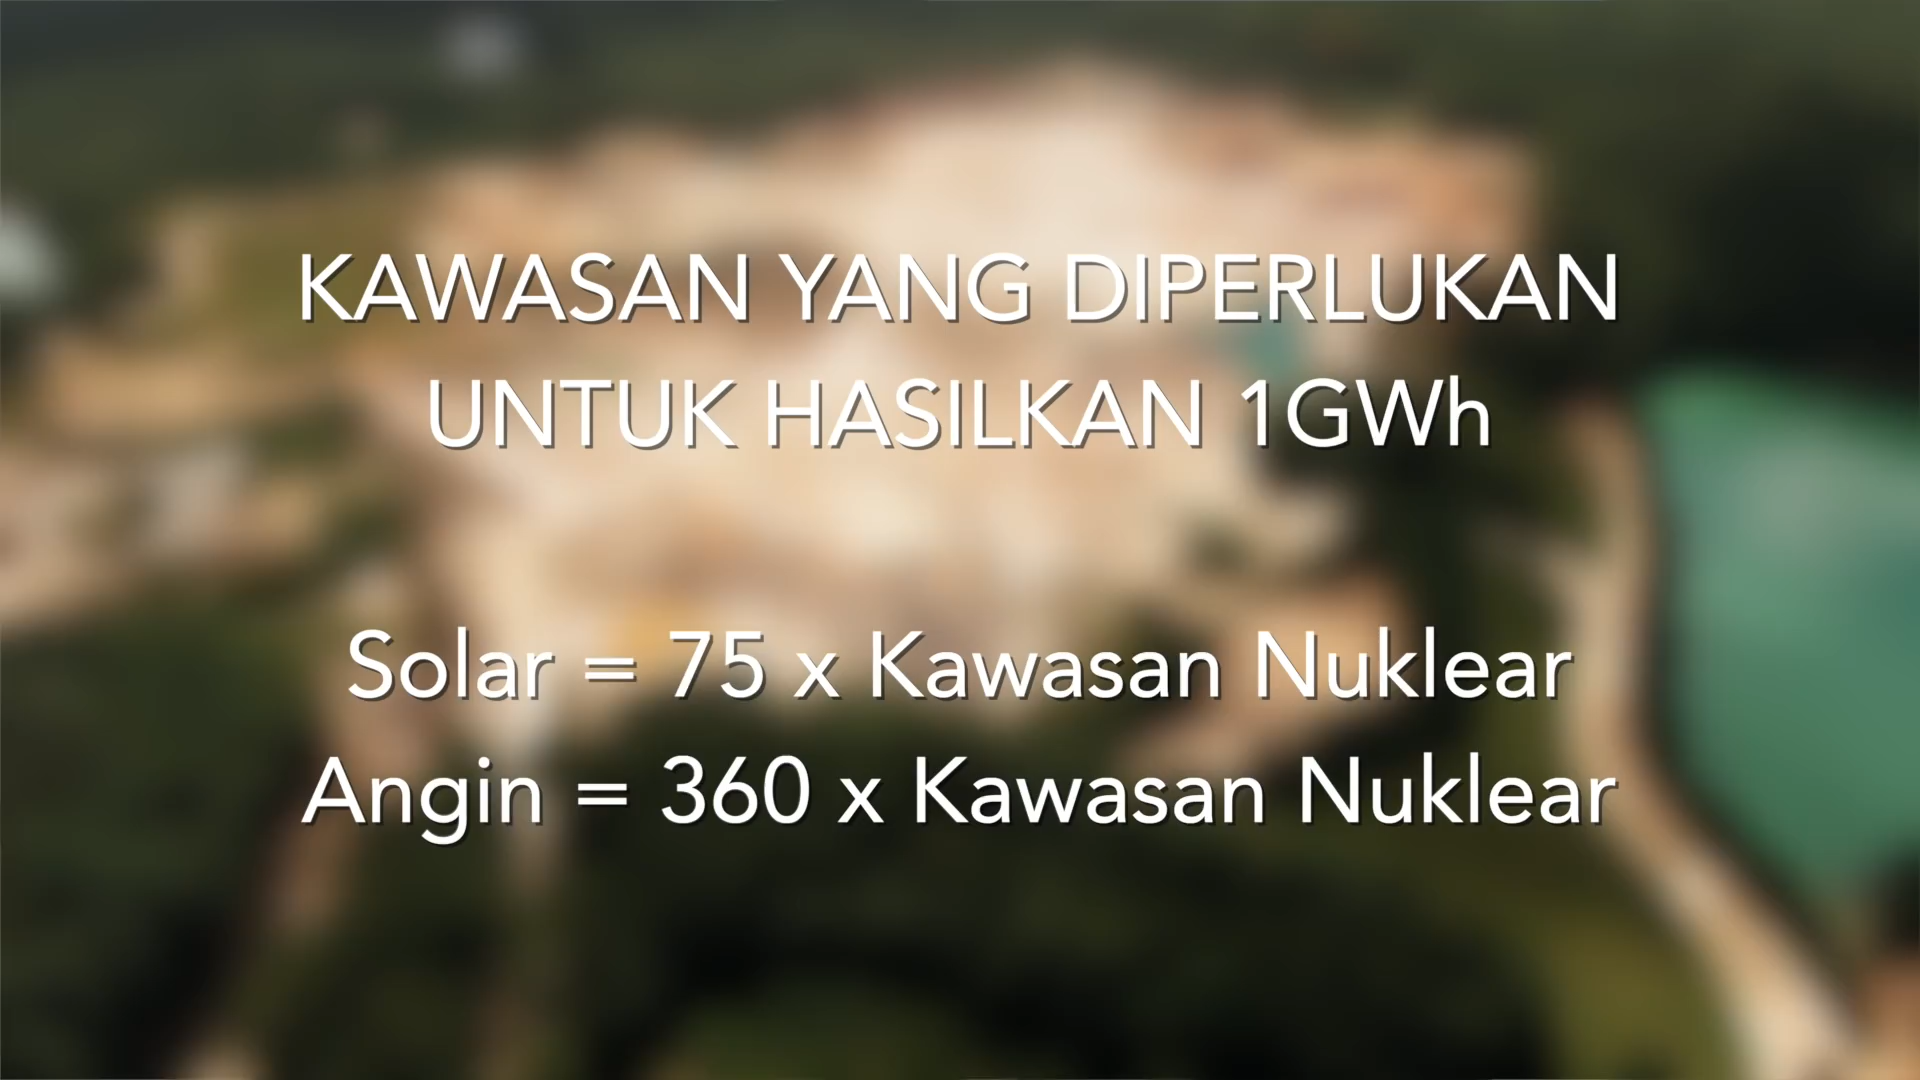 KAWASAN YANG DIPERLUKAN
UNTUK HASILKAN 1GWh
Solar = 75 x Kawasan Nuklear
Angin = 360 x Kawasan Nuklear